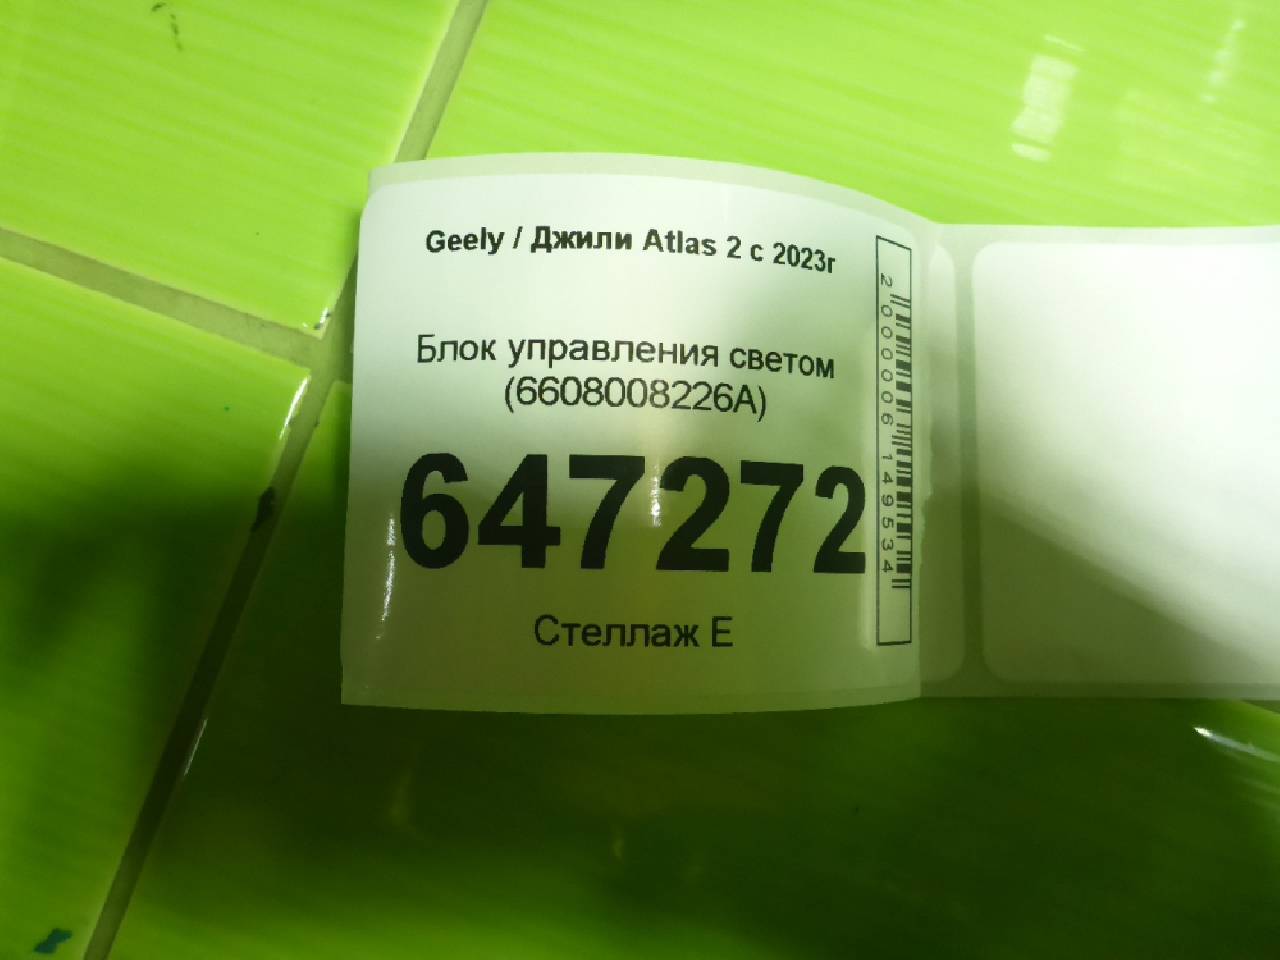 Geely / Джили Atlas 2 с 2023г
Блок управления светом
(6608008226A)
647272
Стеллаж Е
2000006149534